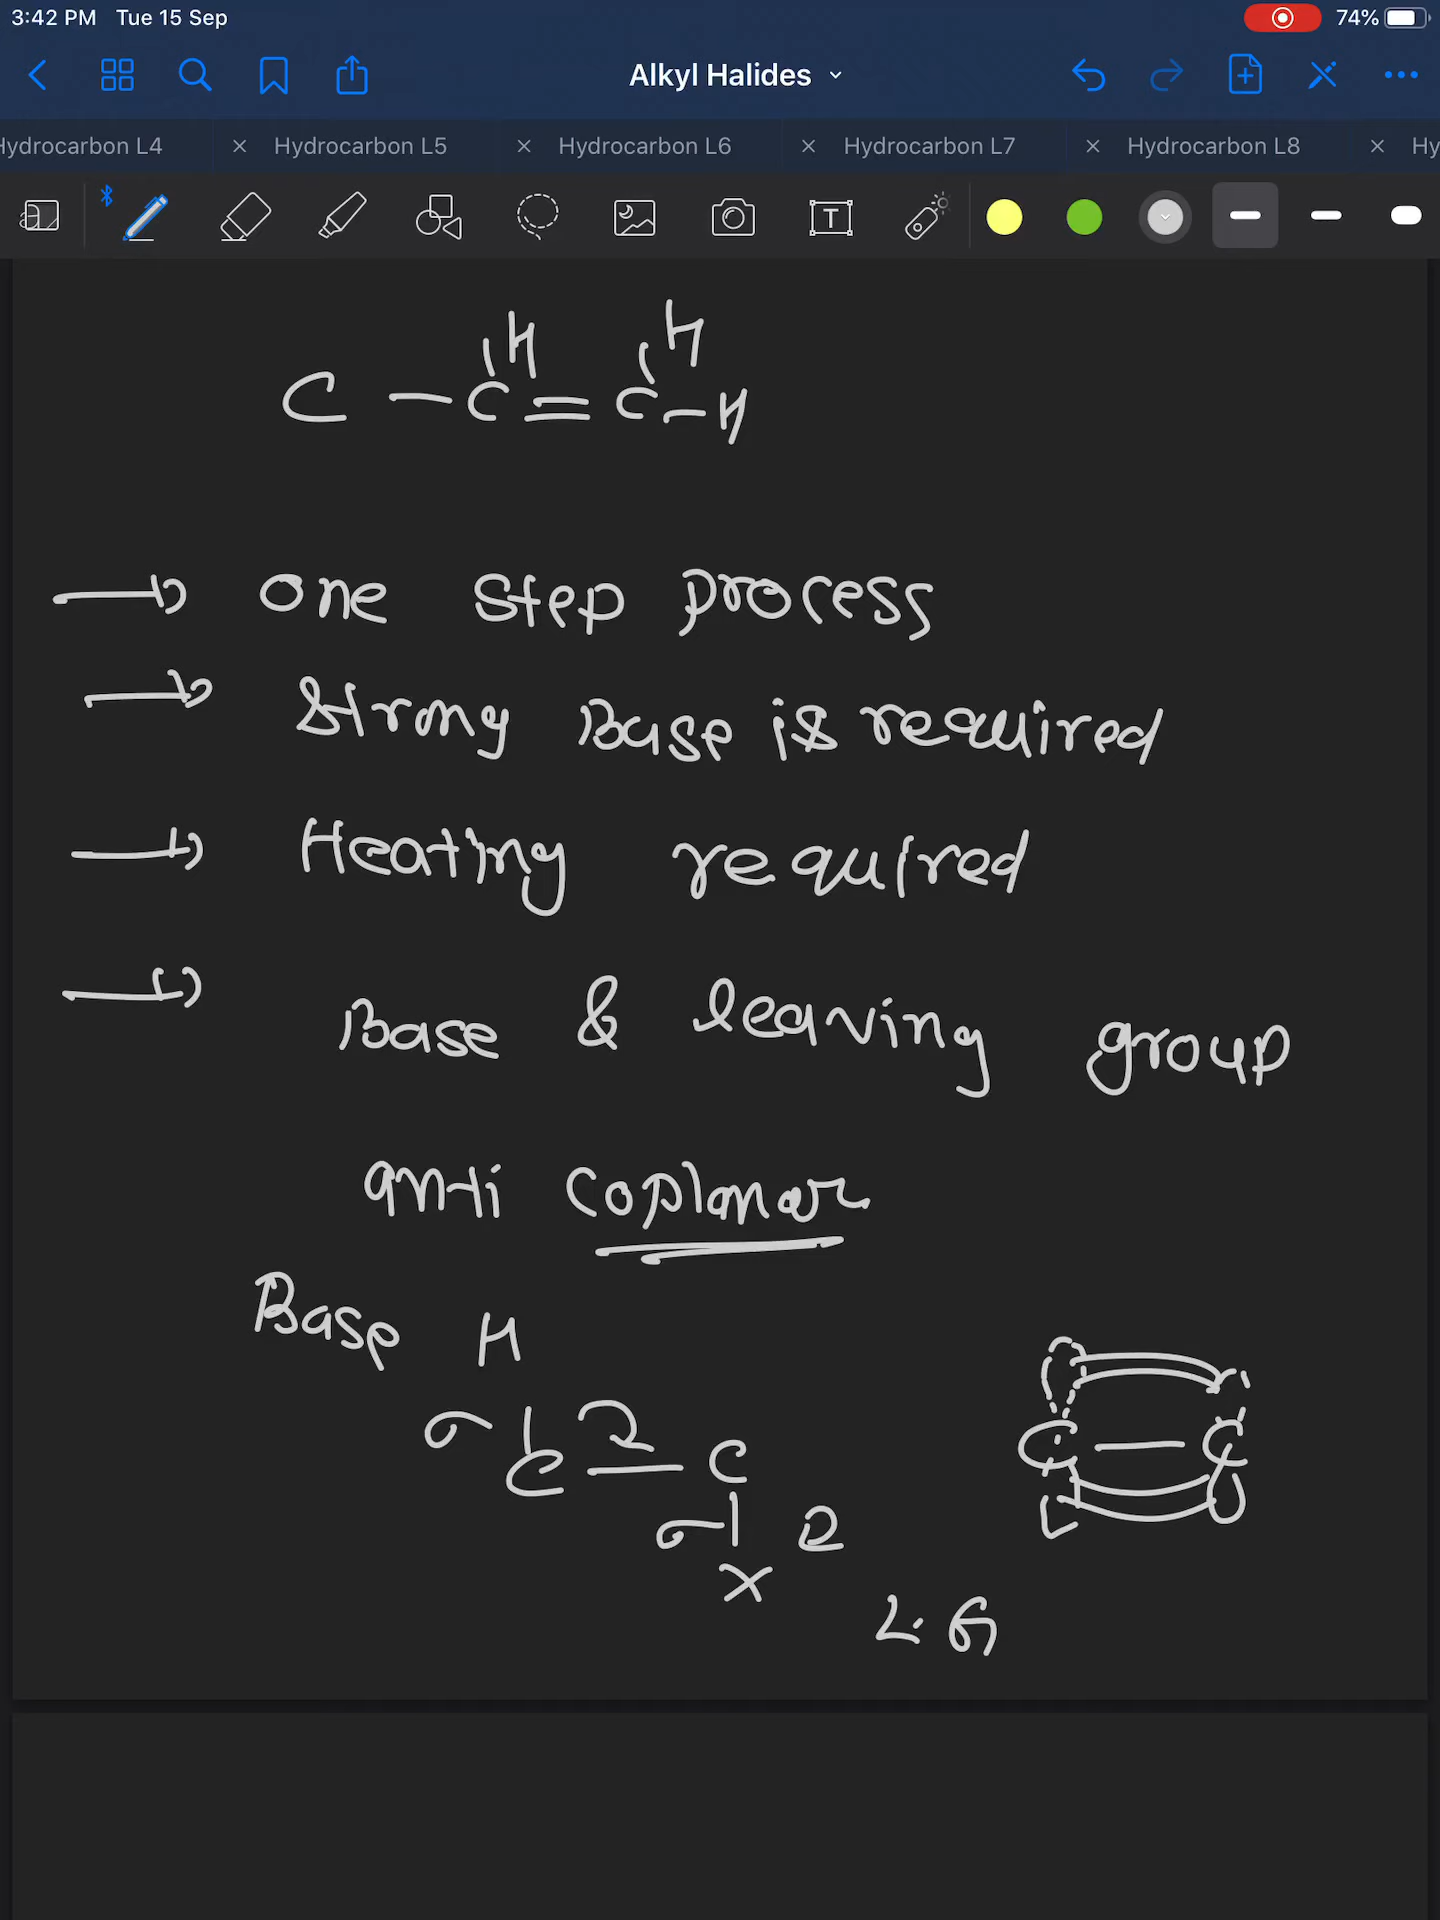 3:42 PM Tue 15 Sep 74%
Alkyl Halides
Hydrocarbon L4 × Hydrocarbon L5 × Hydrocarbon L6 × Hydrocarbon L7 × Hydrocarbon L8 × Hy
a T
H H
C - C = C - H
→ One step process
→ Strong Base is required
→ Heating required
→ Base & leaving group
anti coplanar
Base H
C - C
C - C
X
L.G